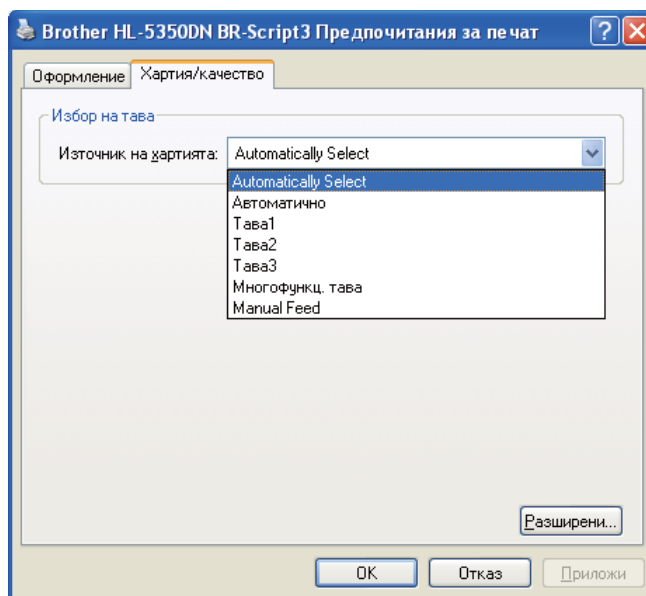 Brother HL-5350DN BR-Script3 Предпочитания за печат
Оформление Хартия/качество
Избор на тава
Източник на хартията: Automatically Select
Automatically Select
Автоматично
Тава1
Тава2
Тава3
Многофункц. тава
Manual Feed
Разширени...
OK Отказ Приложи